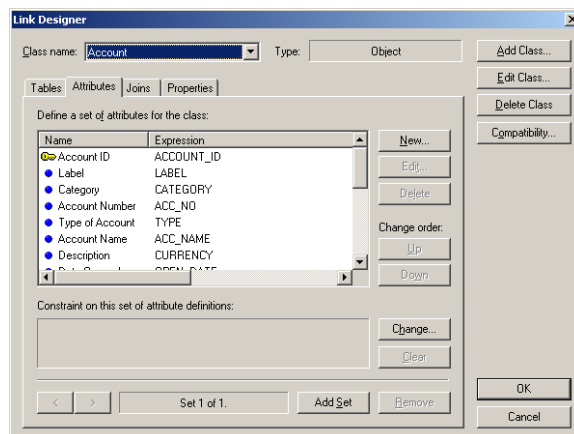 Link Designer
Class name: Account Type: Object
Add Class...
Edit Class...
Delete Class
Compatibility...
Tables Attributes Joins Properties
Define a set of attributes for the class:
Name Expression
Account ID ACCOUNT_ID
Label LABEL
Category CATEGORY
Account Number ACC_NO
Type of Account TYPE
Account Name ACC_NAME
Description CURRENCY
OPEN_DATE
New...
Edit...
Delete
Change order:
Up
Down
Constraint on this set of attribute definitions:
Change...
Clear
< > Set 1 of 1. Add Set Remove
OK
Cancel